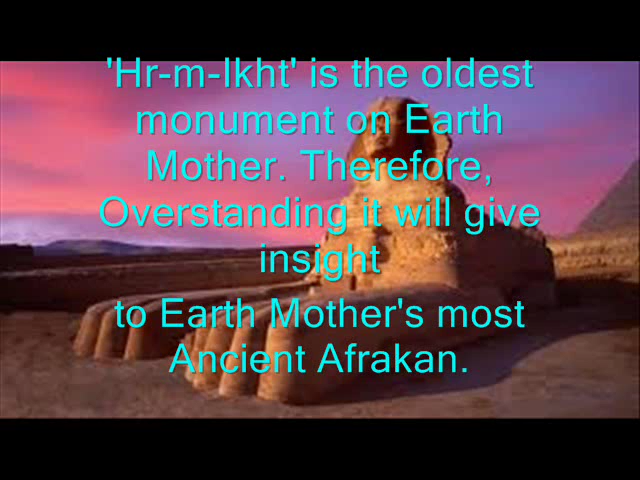 'Hr-m-Ikht' is the oldest
monument on Earth
Mother. Therefore,
Overstanding it will give
insight
to Earth Mother's most
Ancient Afrakan.